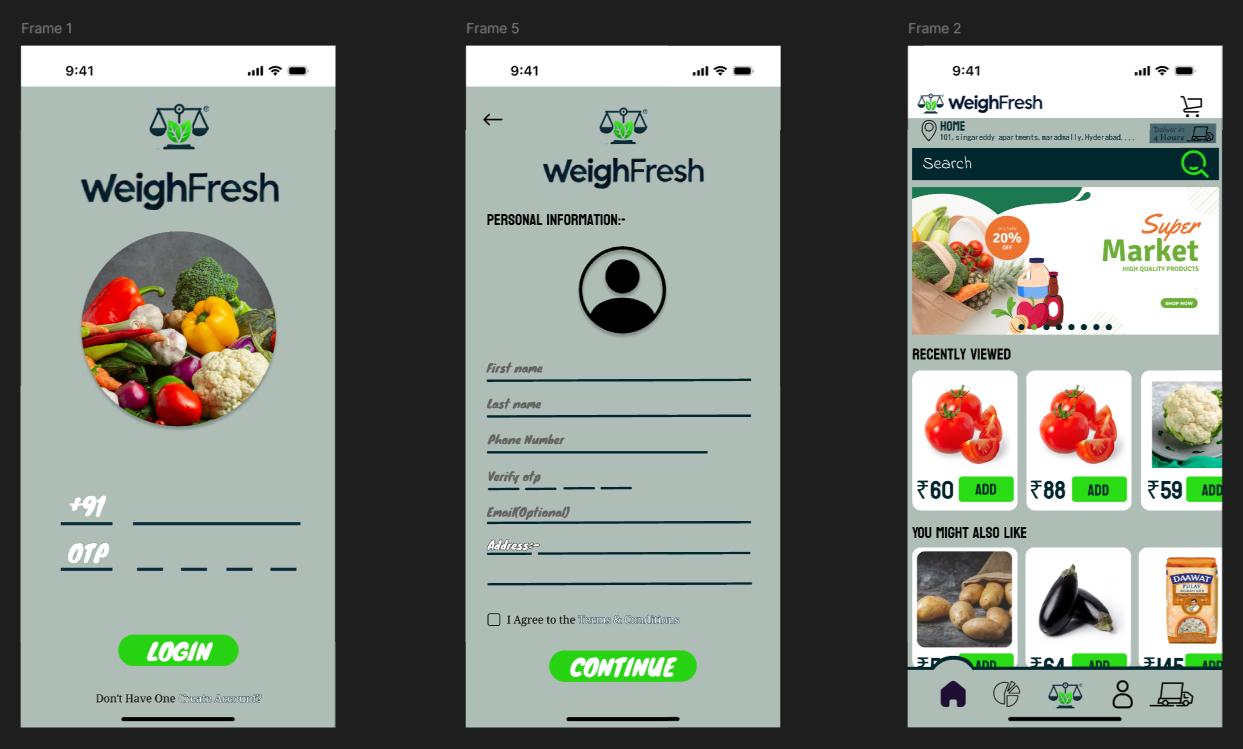 Frame 1
9:41
WeighFresh
+91
OTP
LOGIN
Don't Have One Create Account?
Frame 5
9:41
WeighFresh
PERSONAL INFORMATION:-
First name
Last name
Phone Number
Verify otp
Email(Optional)
Address:-
I Agree to the Terms & Conditions
CONTINUE
Frame 2
9:41
WeighFresh
HOME
101, singareddy apartments, maradmally, Hyderabad....
Deliver in
4 Hours
Search
20%
OFF
Super
Market
HIGH QUALITY PRODUCTS
SHOP NOW
RECENTLY VIEWED
₹60 ADD
₹88 ADD
₹59 ADD
YOU MIGHT ALSO LIKE
DAAWAT
PULAV
ADD
₹64 ADD
₹145 ADD